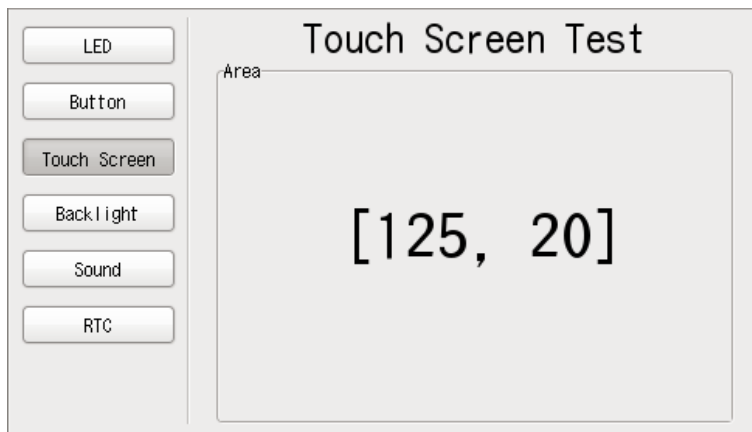 LED
Button
Touch Screen
Backlight
Sound
RTC
Touch Screen Test
Area
[125, 20]